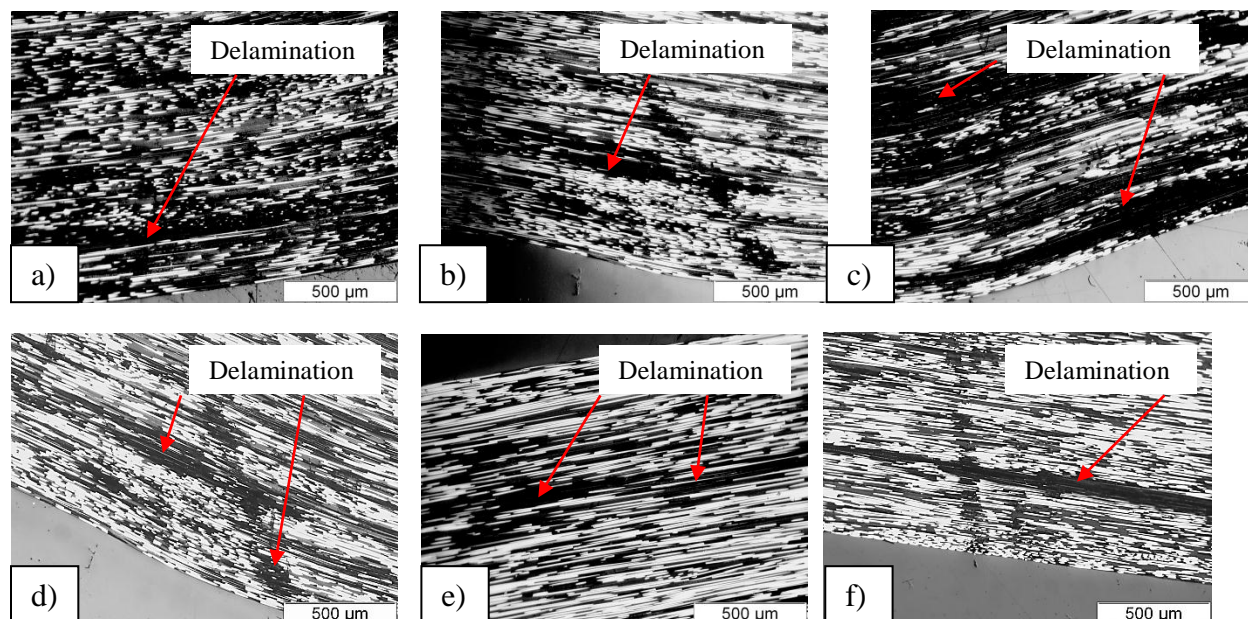 Delamination
a)
500 µm
Delamination
b)
500 µm
Delamination
c)
500 µm
Delamination
d)
500 µm
Delamination
e)
500 µm
Delamination
f)
500 µm